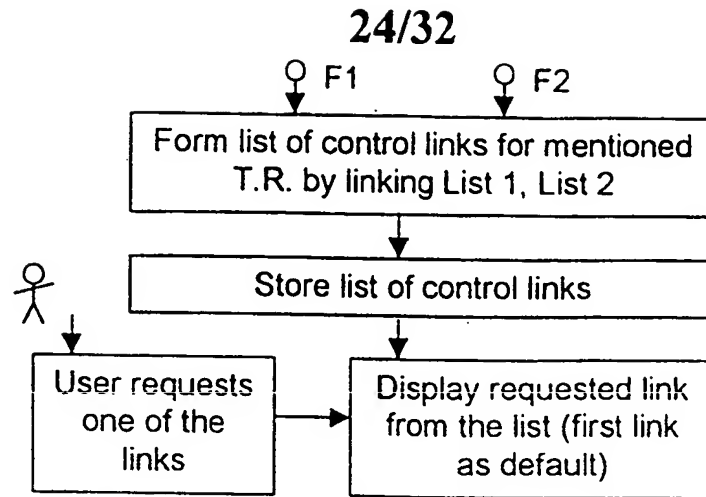 24/32
F1 F2
Form list of control links for mentioned
T.R. by linking List 1, List 2
Store list of control links
User requests
one of the
links
Display requested link
from the list (first link
as default)